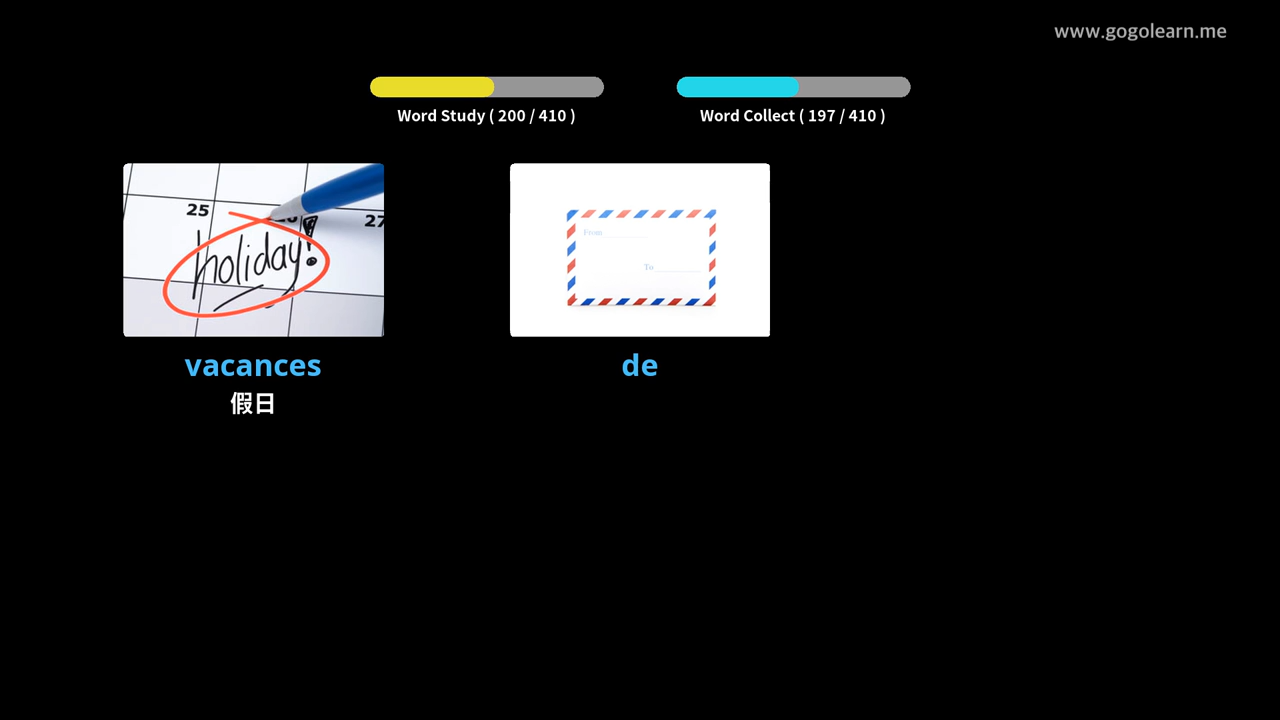 www.gogolearn.me
Word Study ( 200 / 410 )
Word Collect ( 197 / 410 )
25
27
holiday!
From
To
vacances
de
假日